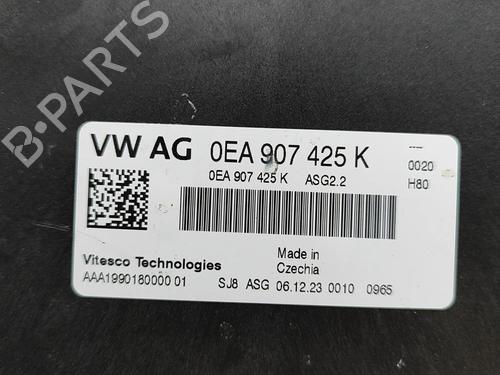 B-PARTS
VW AG 0EA 907 425 K
0EA 907 425 K ASG2.2
----
0020
H80
Vitesco Technologies
Made in
Czechia
AAA1990180000 01
SJ8 ASG 06.12.23 0010 0965